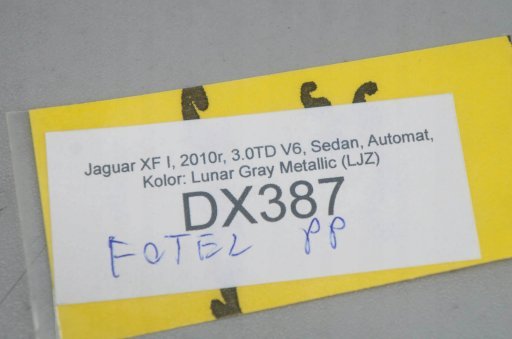 Jaguar XF I, 2010r, 3.0TD V6, Sedan, Automat,
Kolor: Lunar Gray Metallic (LJZ)
DX387
FOTEL PP